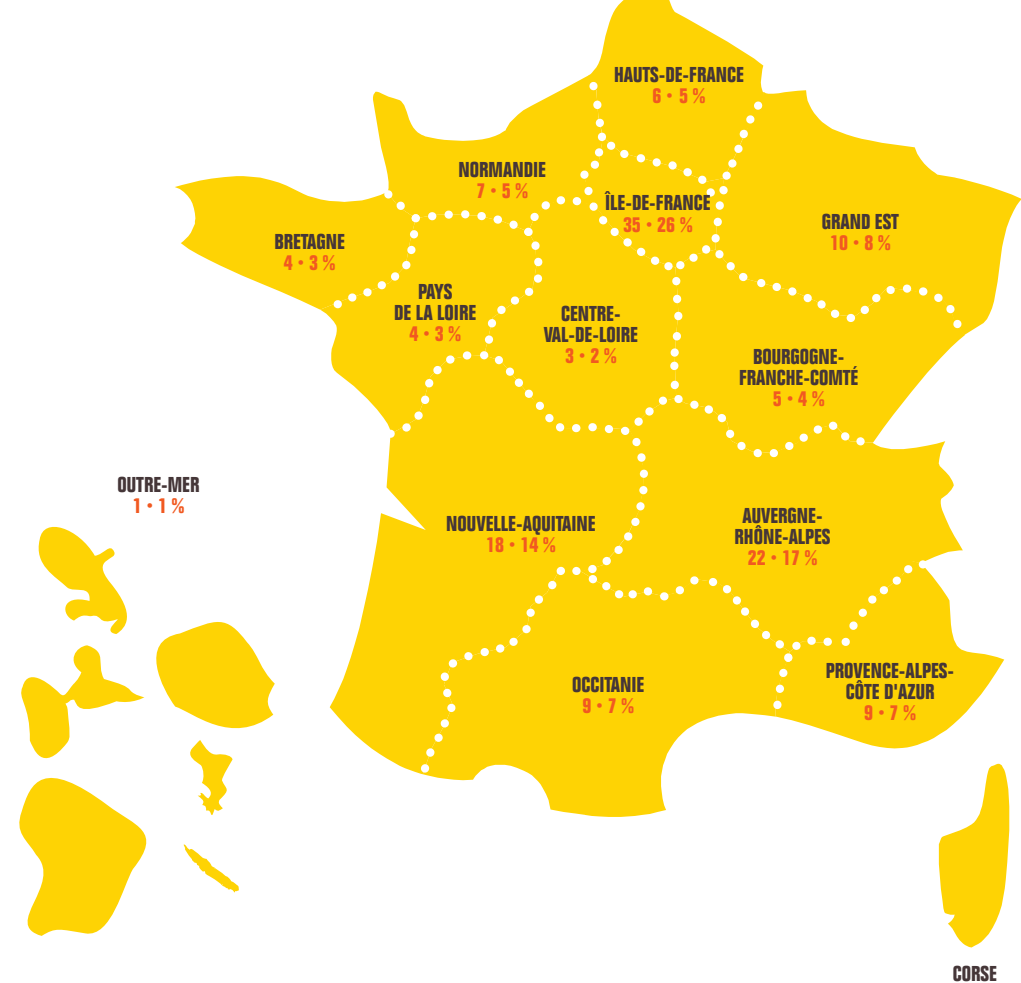 HAUTS-DE-FRANCE
6 • 5 %
NORMANDIE
7 • 5 %
ÎLE-DE-FRANCE
35 • 26 %
GRAND EST
10 • 8 %
BRETAGNE
4 • 3 %
PAYS
DE LA LOIRE
4 • 3 %
CENTRE-
VAL-DE-LOIRE
3 • 2 %
BOURGOGNE-
FRANCHE-COMTÉ
5 • 4 %
OUTRE-MER
1 • 1 %
NOUVELLE-AQUITAINE
18 • 14 %
AUVERGNE-
RHÔNE-ALPES
22 • 17 %
OCCITANIE
9 • 7 %
PROVENCE-ALPES-
CÔTE D'AZUR
9 • 7 %
CORSE